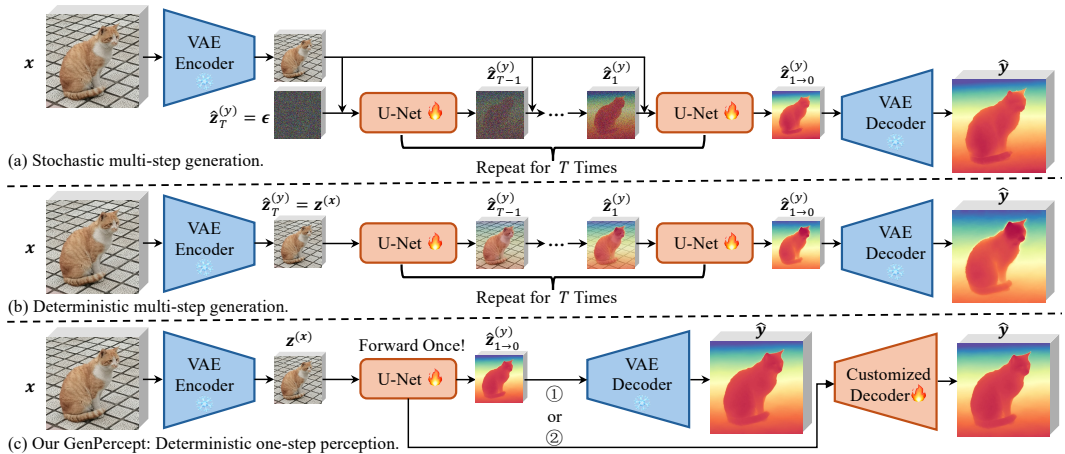 x
VAE
Encoder
ẑ_T^(y) = ϵ
U-Net
ẑ_{T−1}^(y)
...
ẑ_1^(y)
U-Net
ẑ_{1→0}^(y)
VAE
Decoder
ŷ
Repeat for T Times
(a) Stochastic multi-step generation.
x
VAE
Encoder
ẑ_T^(y) = z^(x)
U-Net
ẑ_{T−1}^(y)
...
ẑ_1^(y)
U-Net
ẑ_{1→0}^(y)
VAE
Decoder
ŷ
Repeat for T Times
(b) Deterministic multi-step generation.
x
VAE
Encoder
z^(x)
Forward Once!
U-Net
ẑ_{1→0}^(y)
①
or
②
VAE
Decoder
ŷ
Customized
Decoder
ŷ
(c) Our GenPercept: Deterministic one-step perception.